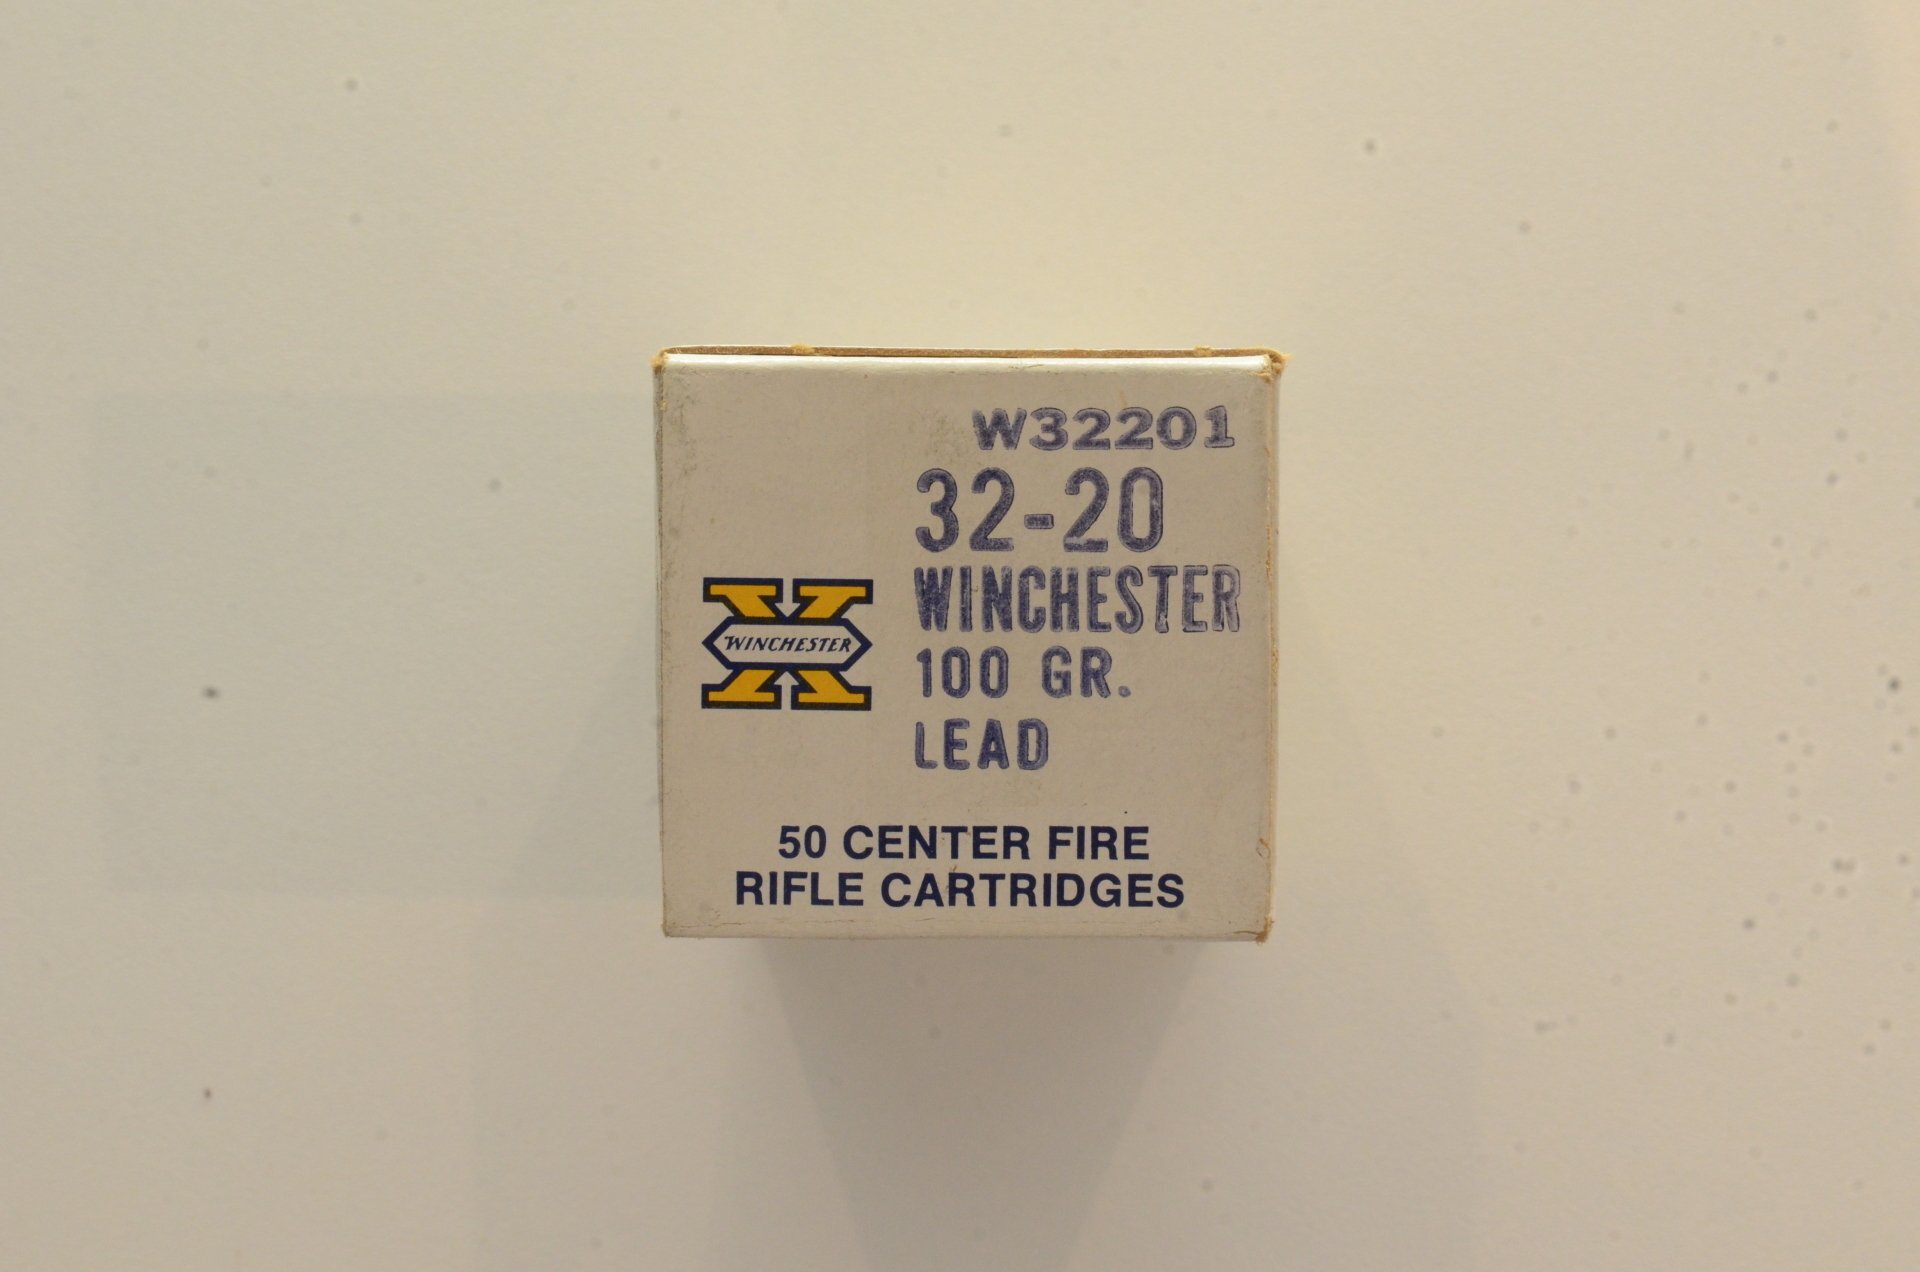 W32201
32-20
WINCHESTER
100 GR.
LEAD
WINCHESTER
50 CENTER FIRE
RIFLE CARTRIDGES